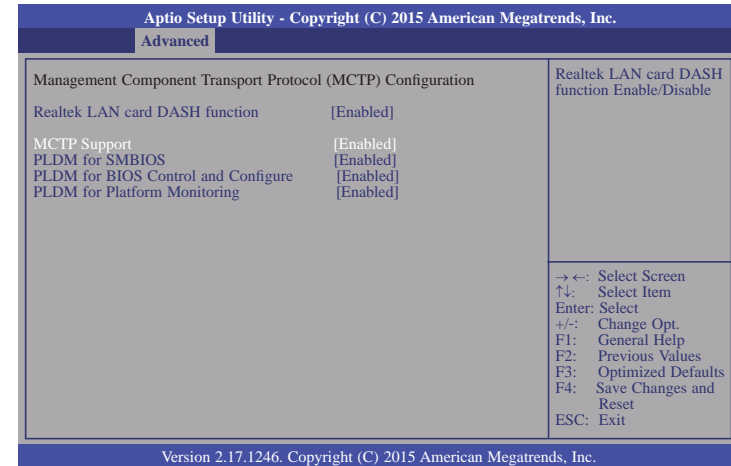 Aptio Setup Utility - Copyright (C) 2015 American Megatrends, Inc.
Advanced
Management Component Transport Protocol (MCTP) Configuration
Realtek LAN card DASH function [Enabled]
MCTP Support [Enabled]
PLDM for SMBIOS [Enabled]
PLDM for BIOS Control and Configure [Enabled]
PLDM for Platform Monitoring [Enabled]
Realtek LAN card DASH
function Enable/Disable
→ ←: Select Screen
↑↓: Select Item
Enter: Select
+/-: Change Opt.
F1: General Help
F2: Previous Values
F3: Optimized Defaults
F4: Save Changes and
Reset
ESC: Exit
Version 2.17.1246. Copyright (C) 2015 American Megatrends, Inc.